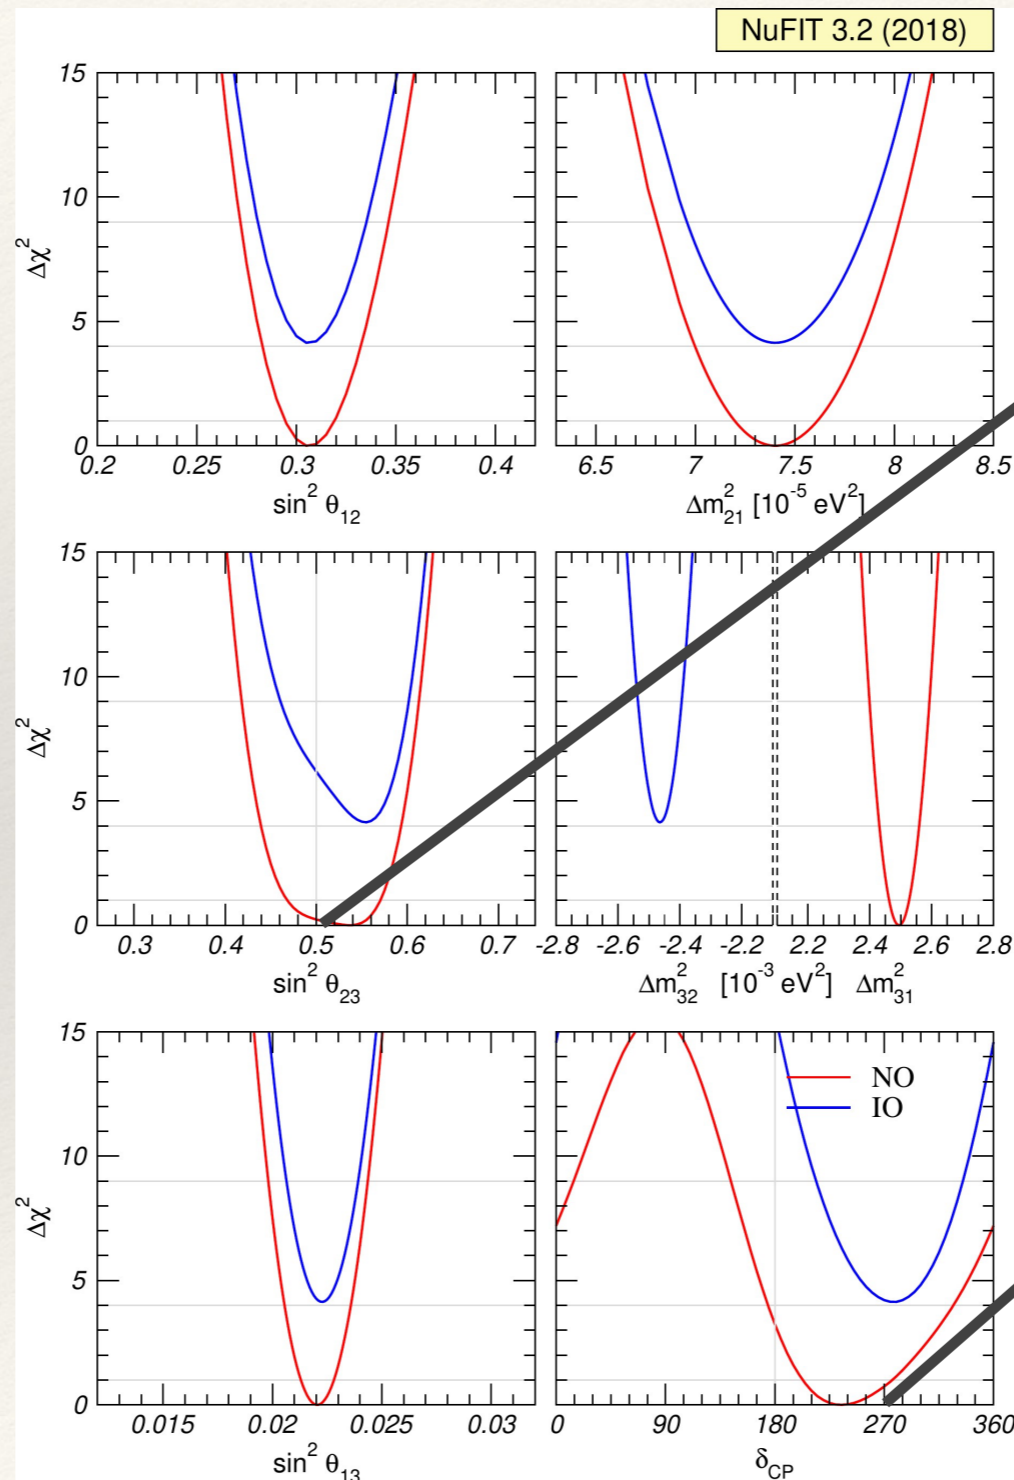 NuFIT 3.2 (2018)
15
10
5
0
Δχ²
0.2 0.25 0.3 0.35 0.4
sin² θ₁₂
6.5 7 7.5 8 8.5
Δm²₂₁ [10⁻⁵ eV²]
15
10
5
0
Δχ²
0.3 0.4 0.5 0.6 0.7
sin² θ₂₃
-2.8 -2.6 -2.4 -2.2 2.2 2.4 2.6 2.8
Δm²₃₂ [10⁻³ eV²] Δm²₃₁
15
10
5
0
Δχ²
NO
IO
0.015 0.02 0.025 0.03
sin² θ₁₃
0 90 180 270 360
δ_CP